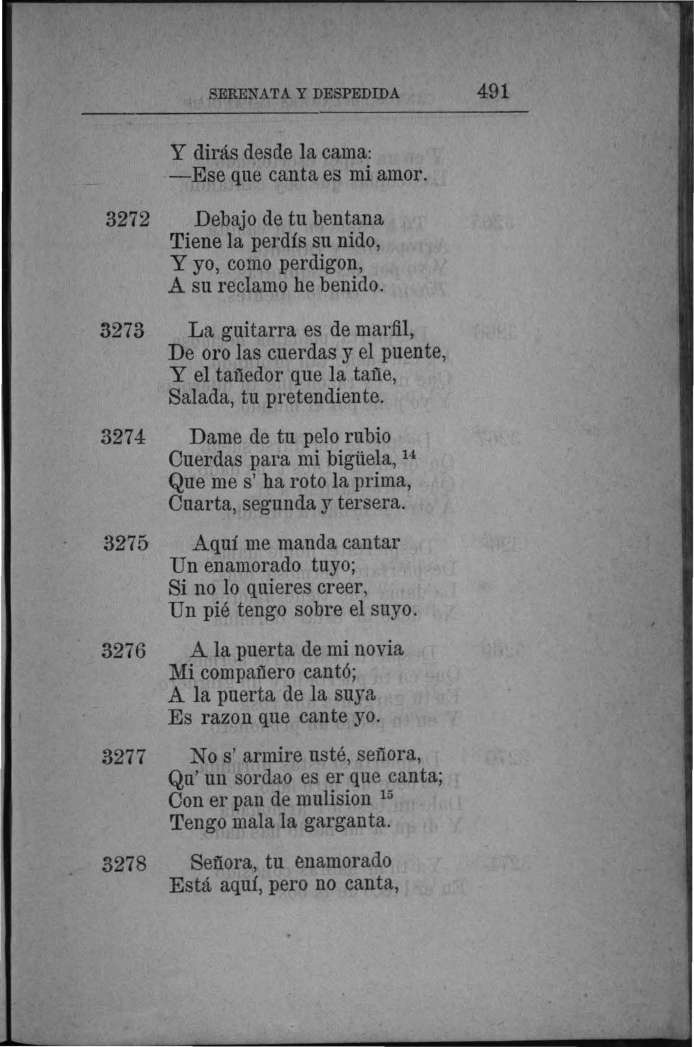 SERENATA Y DESPEDIDA 491
Y dirás desde la cama:
—Ese que canta es mi amor.
3272 Debajo de tu bentana
Tiene la perdís su nido,
Y yo, como perdigon,
A su reclamo he benido.
3273 La guitarra es de marfil,
De oro las cuerdas y el puente,
Y el tañedor que la tañe,
Salada, tu pretendiente.
3274 Dame de tu pelo rubio
Cuerdas para mi bigüela, 14
Que me s' ha roto la prima,
Cuarta, segunda y tersera.
3275 Aquí me manda cantar
Un enamorado tuyo;
Si no lo quieres creer,
Un pié tengo sobre el suyo.
3276 A la puerta de mi novia
Mi compañero cantó;
A la puerta de la suya
Es razon que cante yo.
3277 No s' armire usté, señora,
Qu' un sordao es er que canta;
Con er pan de mulision 15
Tengo mala la garganta.
3278 Señora, tu enamorado
Está aquí, pero no canta,